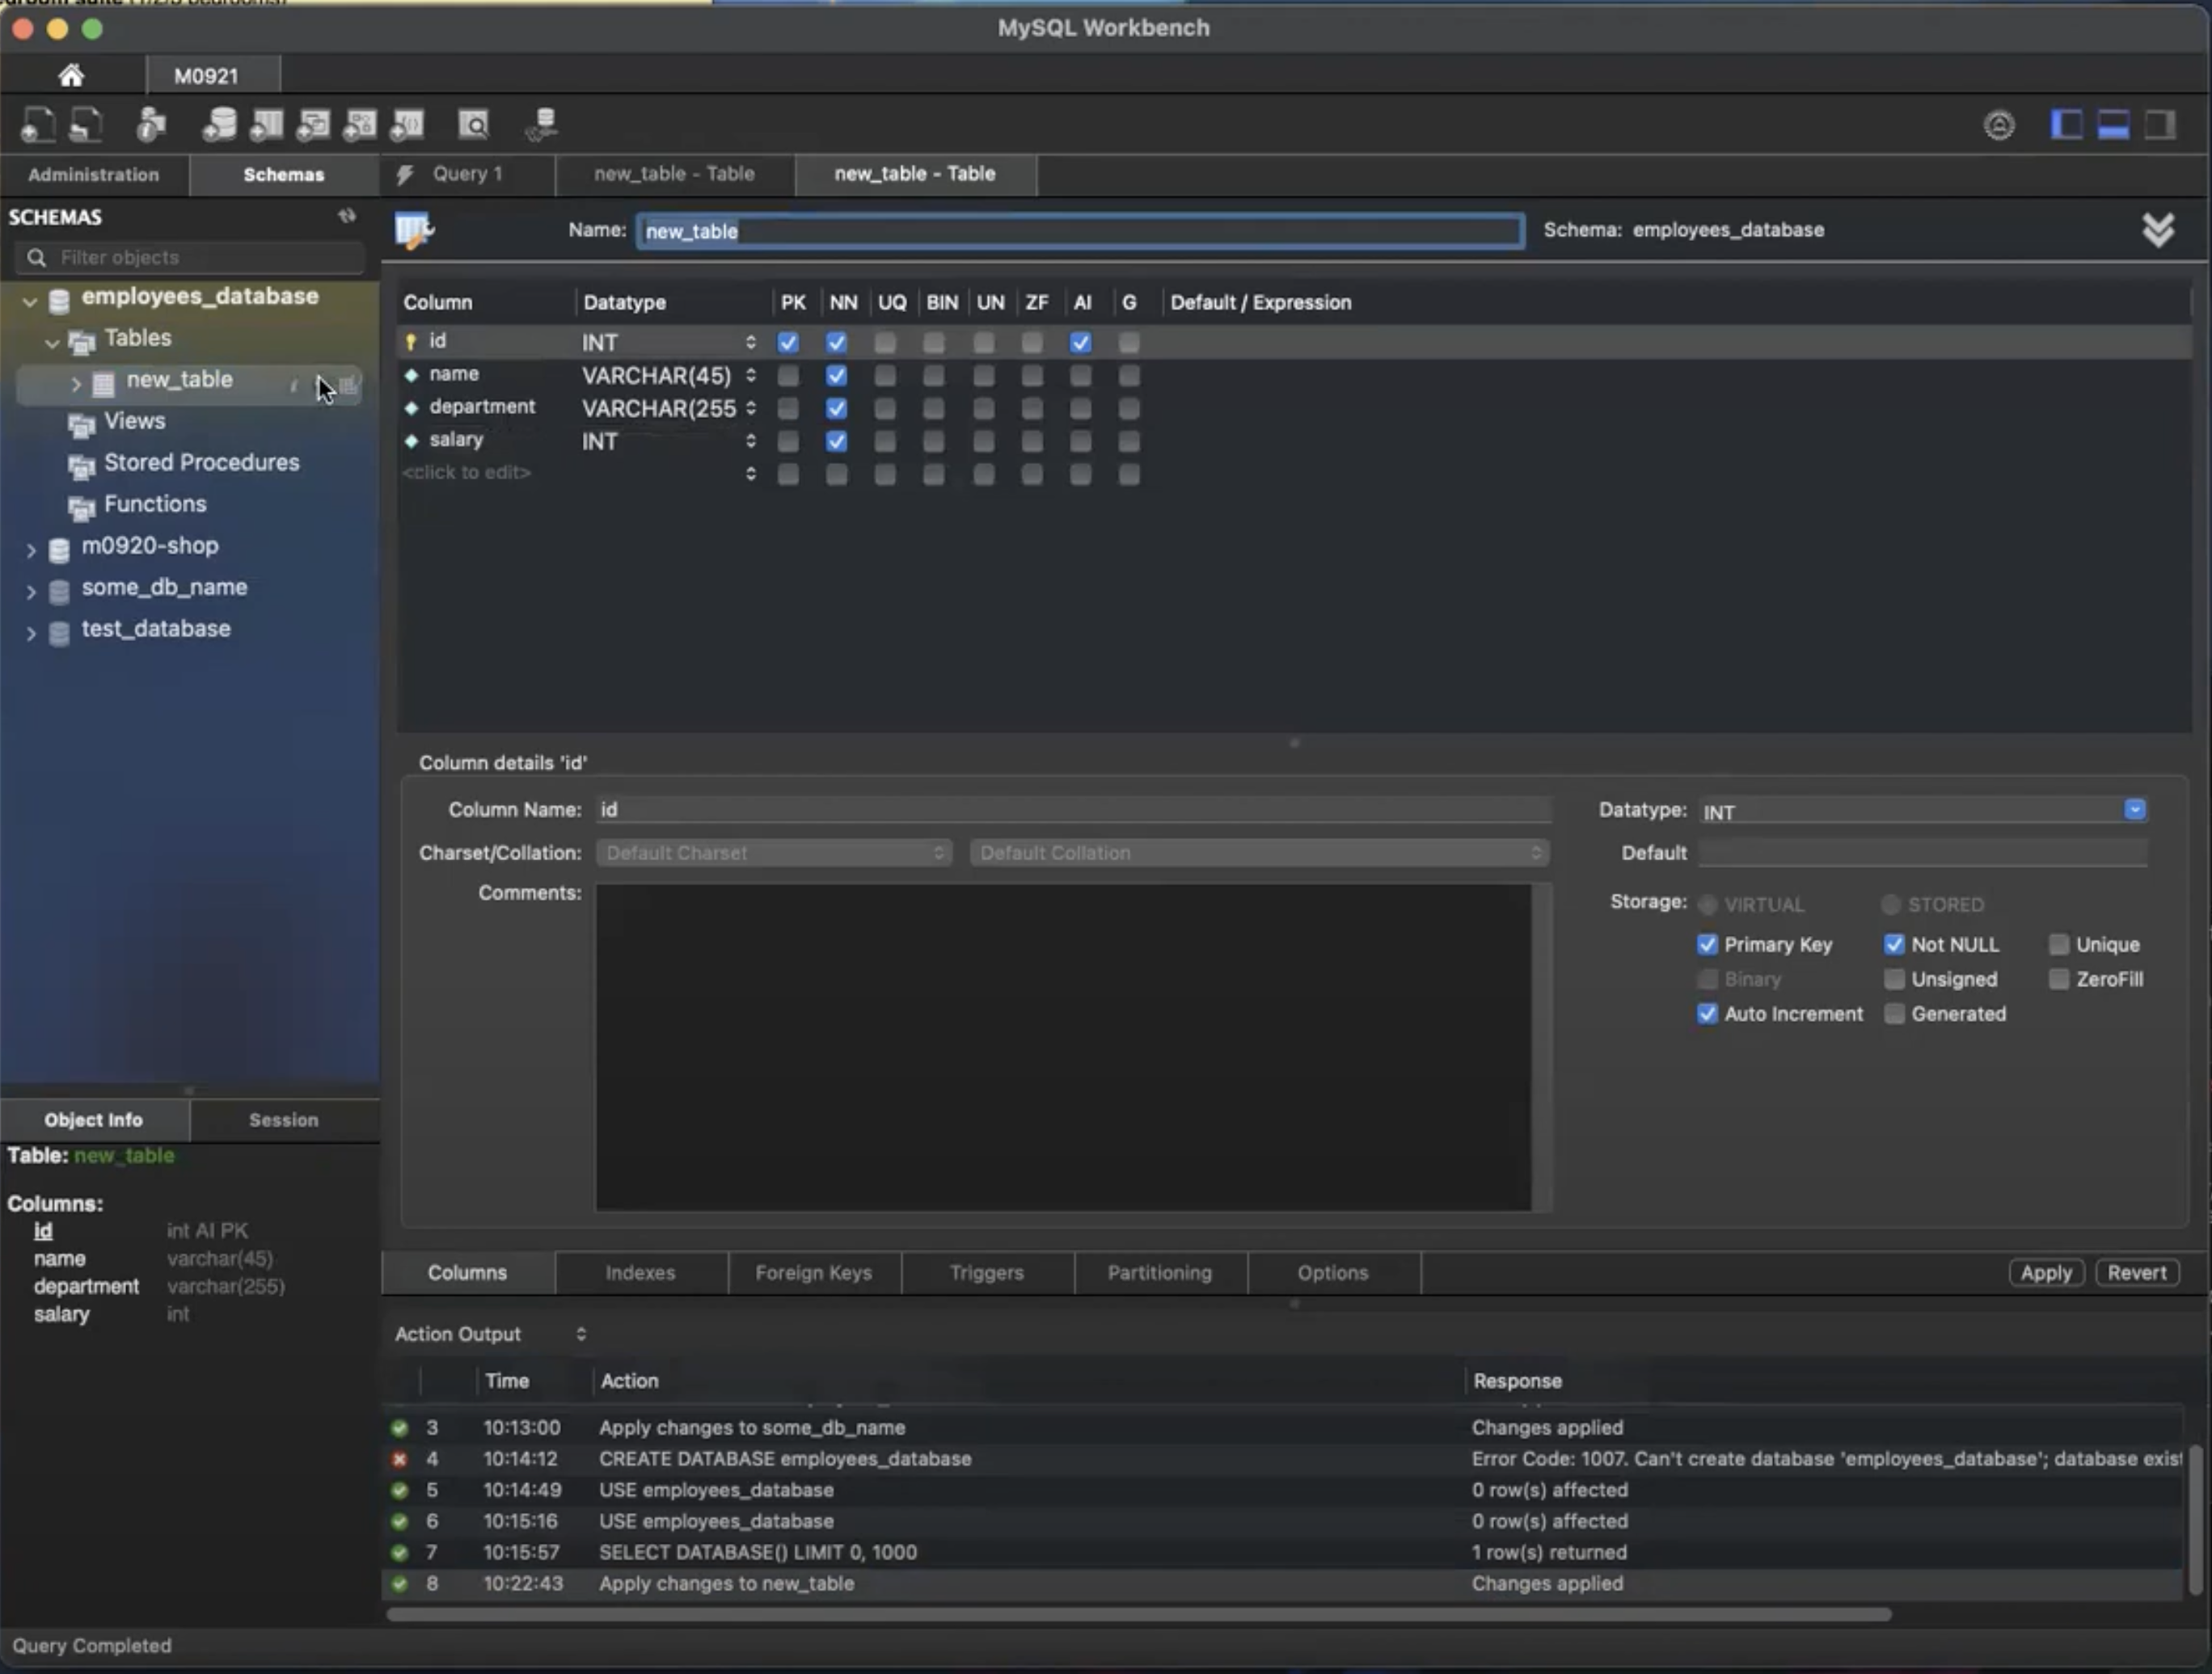 MySQL Workbench
M0921
Administration
Schemas
Query 1
new_table - Table
new_table - Table
SCHEMAS
Filter objects
employees_database
Tables
new_table
Views
Stored Procedures
Functions
m0920-shop
some_db_name
test_database
Name: new_table
Schema: employees_database
Column Datatype PK NN UQ BIN UN ZF AI G Default / Expression
id INT
name VARCHAR(45)
department VARCHAR(255
salary INT
<click to edit>
Column details 'id'
Column Name: id
Datatype: INT
Charset/Collation: Default Charset Default Collation
Default
Comments:
Storage: VIRTUAL STORED
Primary Key Not NULL Unique
Binary Unsigned ZeroFill
Auto Increment Generated
Object Info
Session
Table: new_table
Columns:
id int AI PK
name varchar(45)
department varchar(255)
salary int
Columns Indexes Foreign Keys Triggers Partitioning Options
Apply Revert
Action Output
Time Action Response
3 10:13:00 Apply changes to some_db_name Changes applied
4 10:14:12 CREATE DATABASE employees_database Error Code: 1007. Can't create database 'employees_database'; database exist
5 10:14:49 USE employees_database 0 row(s) affected
6 10:15:16 USE employees_database 0 row(s) affected
7 10:15:57 SELECT DATABASE() LIMIT 0, 1000 1 row(s) returned
8 10:22:43 Apply changes to new_table Changes applied
Query Completed